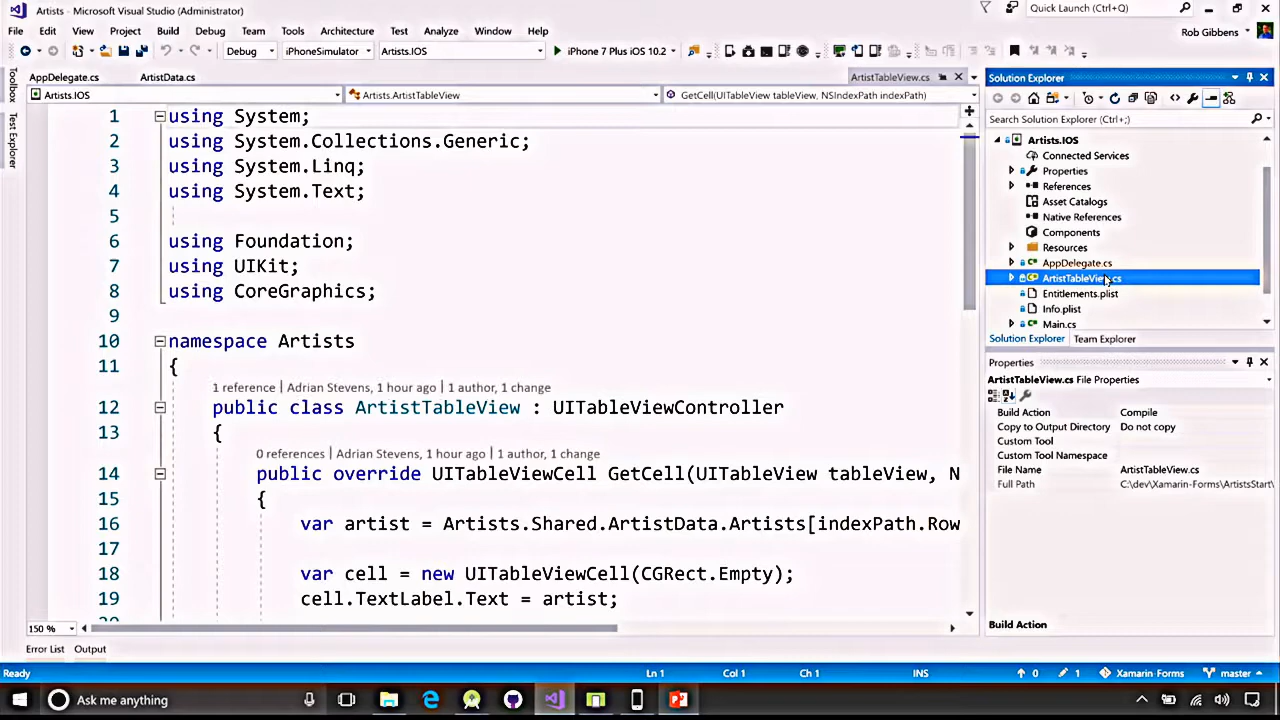 Artists - Microsoft Visual Studio (Administrator)
Quick Launch (Ctrl+Q)
File Edit View Project Build Debug Team Tools Architecture Test Analyze Window Help
Rob Gibbens
Debug iPhoneSimulator Artists.IOS iPhone 7 Plus iOS 10.2
Toolbox
Test Explorer
AppDelegate.cs ArtistData.cs ArtistTableView.cs
Artists.IOS Artists.ArtistTableView GetCell(UITableView tableView, NSIndexPath indexPath)
1 using System;
2 using System.Collections.Generic;
3 using System.Linq;
4 using System.Text;
5
6 using Foundation;
7 using UIKit;
8 using CoreGraphics;
9
10 namespace Artists
11 {
1 reference | Adrian Stevens, 1 hour ago | 1 author, 1 change
12 public class ArtistTableView : UITableViewController
13 {
0 references | Adrian Stevens, 1 hour ago | 1 author, 1 change
14 public override UITableViewCell GetCell(UITableView tableView, N
15 {
16 var artist = Artists.Shared.ArtistData.Artists[indexPath.Row
17
18 var cell = new UITableViewCell(CGRect.Empty);
19 cell.TextLabel.Text = artist;
150 %
Solution Explorer
Search Solution Explorer (Ctrl+;)
Artists.IOS
Connected Services
Properties
References
Asset Catalogs
Native References
Components
Resources
AppDelegate.cs
ArtistTableView.cs
Entitlements.plist
Info.plist
Main.cs
Solution Explorer Team Explorer
Properties
ArtistTableView.cs File Properties
Build Action Compile
Copy to Output Directory Do not copy
Custom Tool
Custom Tool Namespace
File Name ArtistTableView.cs
Full Path C:\dev\Xamarin-Forms\ArtistsStart\
Build Action
Error List Output
Ready Ln 1 Col 1 Ch 1 INS 0 1 Xamarin-Forms master
Ask me anything